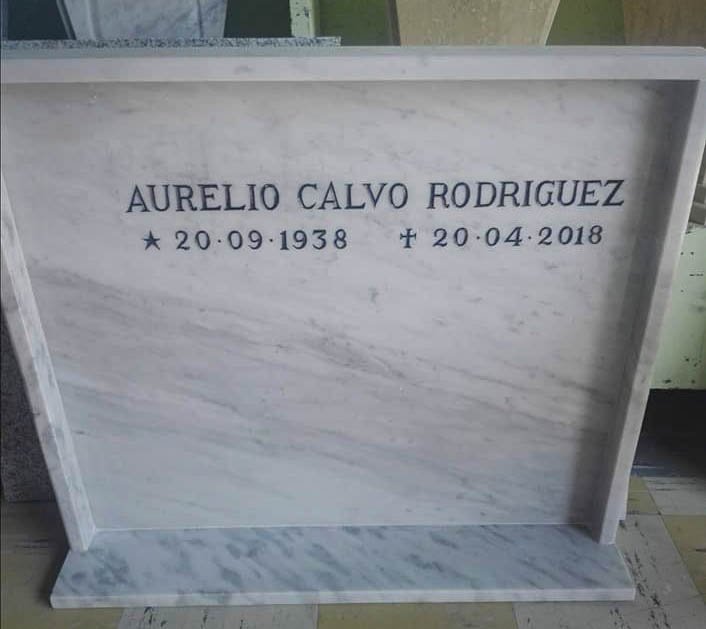 AURELIO CALVO RODRIGUEZ
★ 20·09·1938 ✝ 20·04·2018